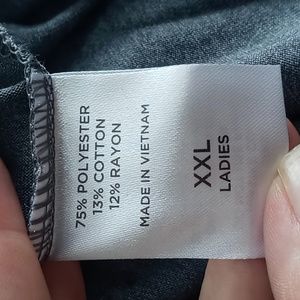 75% POLYESTER
13% COTTON
12% RAYON
MADE IN VIETNAM
XXL
LADIES